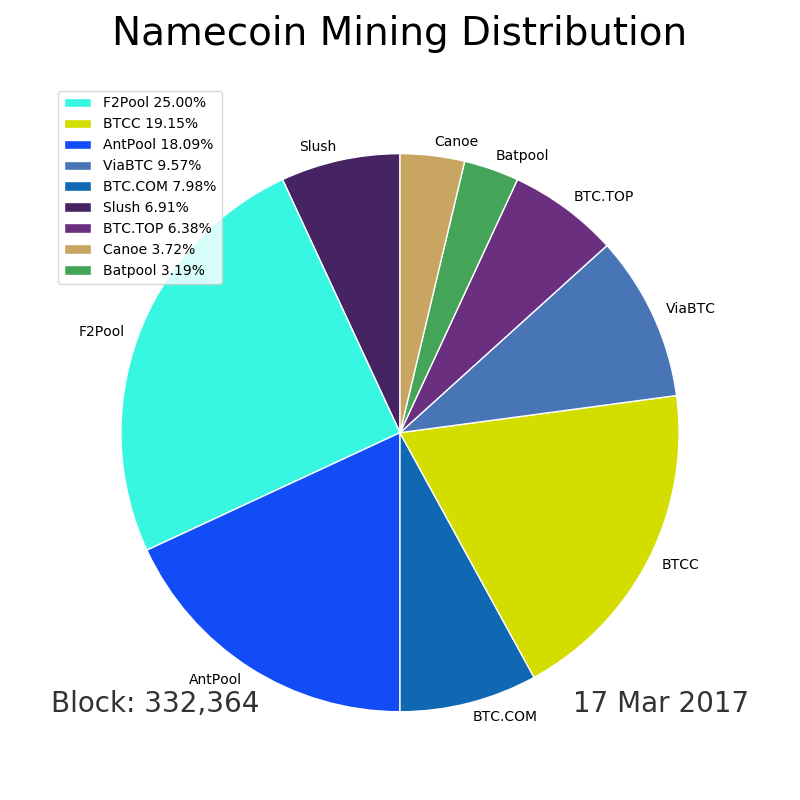 Namecoin Mining Distribution
F2Pool 25.00%
BTCC 19.15%
AntPool 18.09%
ViaBTC 9.57%
BTC.COM 7.98%
Slush 6.91%
BTC.TOP 6.38%
Canoe 3.72%
Batpool 3.19%
Slush
Canoe
Batpool
BTC.TOP
ViaBTC
F2Pool
BTCC
AntPool
BTC.COM
Block: 332,364
17 Mar 2017